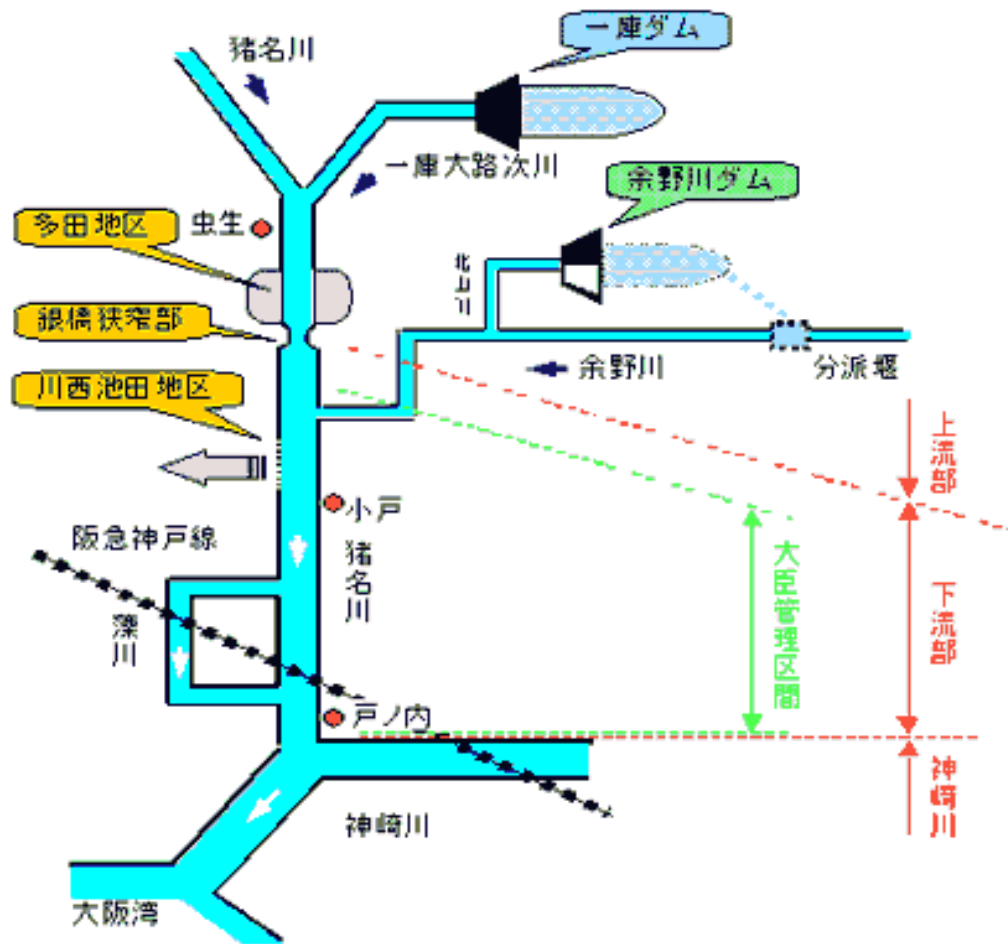 一庫ダム
猪名川
一庫大路次川
余野川ダム
多田地区
虫生
北山川
銀橋狭窄部
余野川
分派堰
川西池田地区
上流部
小戸
阪急神戸線
猪名川
大臣管理区間
下流部
藻川
戸ノ内
神崎川
神崎川
大阪湾